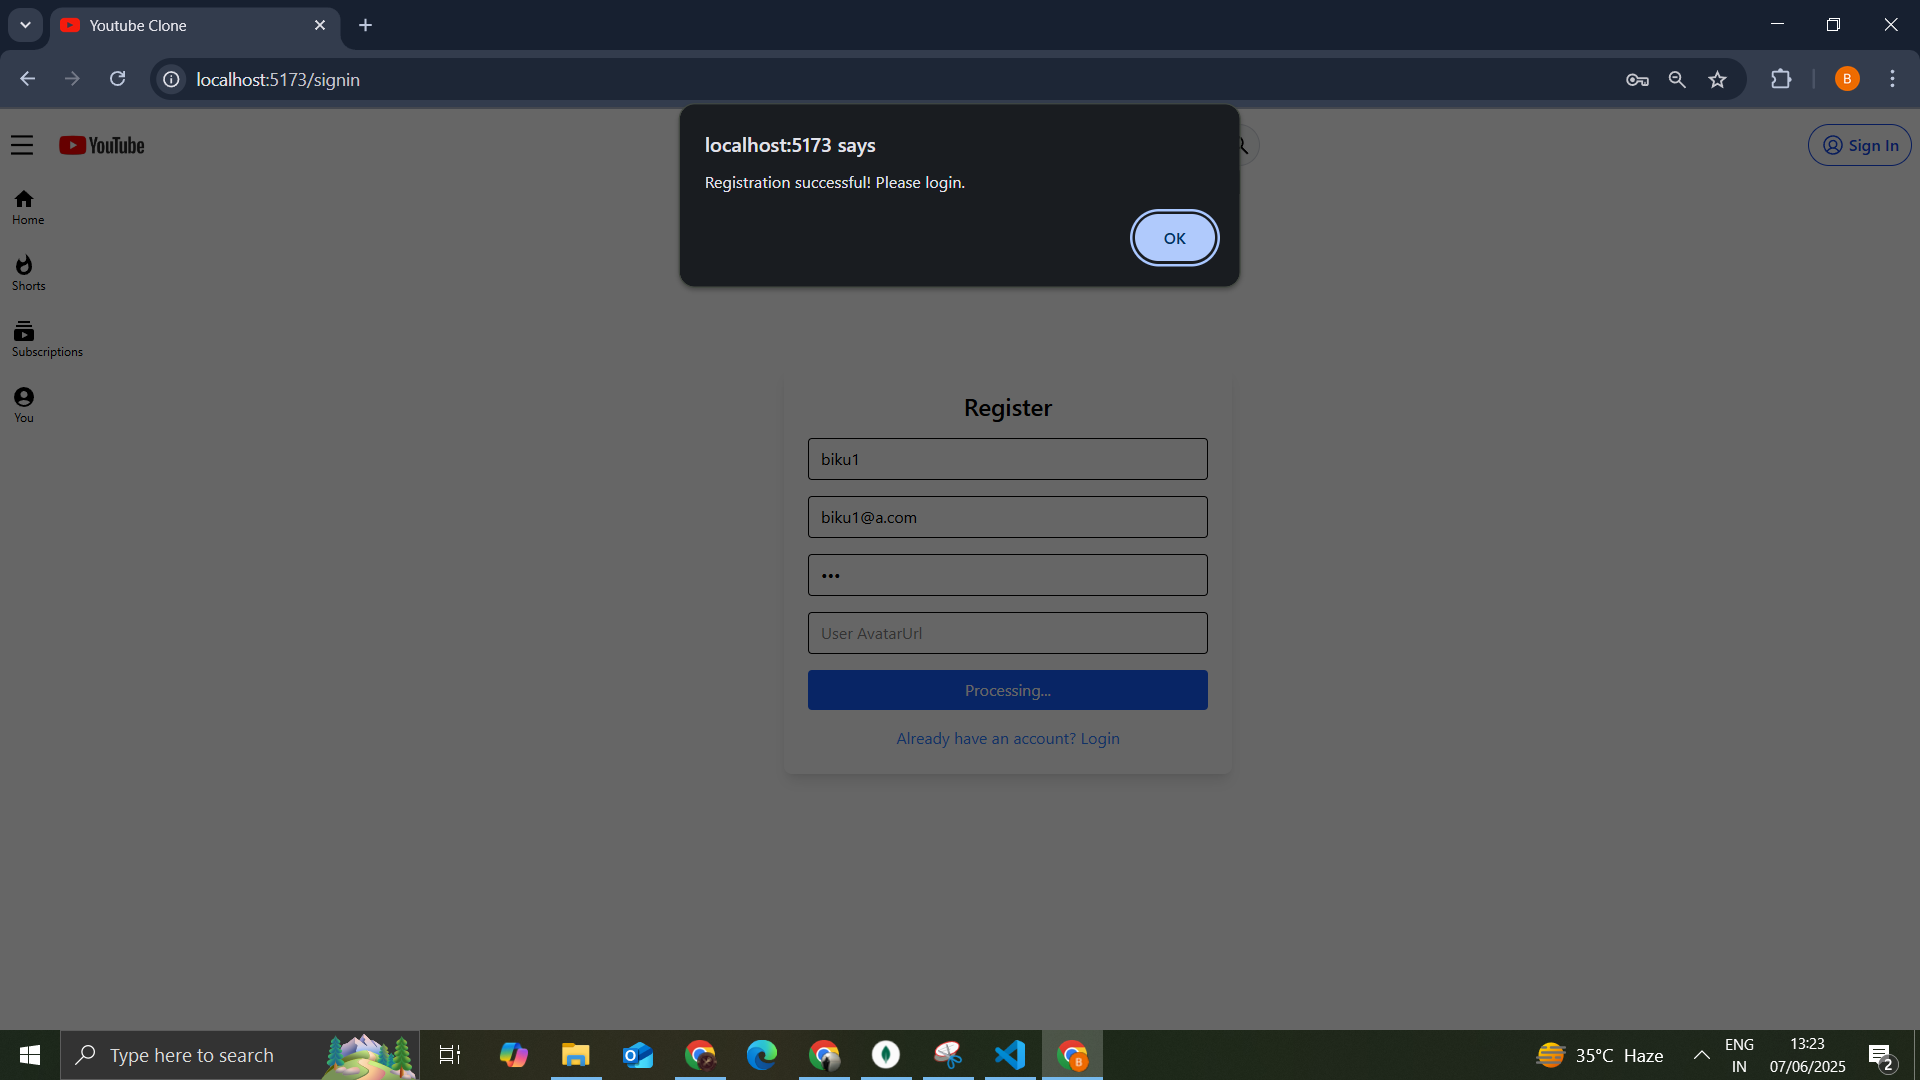 Youtube Clone
localhost:5173/signin
B
YouTube
localhost:5173 says
Registration successful! Please login.
OK
Sign In
Home
Shorts
Subscriptions
You
Register
biku1
biku1@a.com
•••
User AvatarUrl
Processing...
Already have an account? Login
Type here to search
B
35°C Haze
ENG
IN
13:23
07/06/2025
2